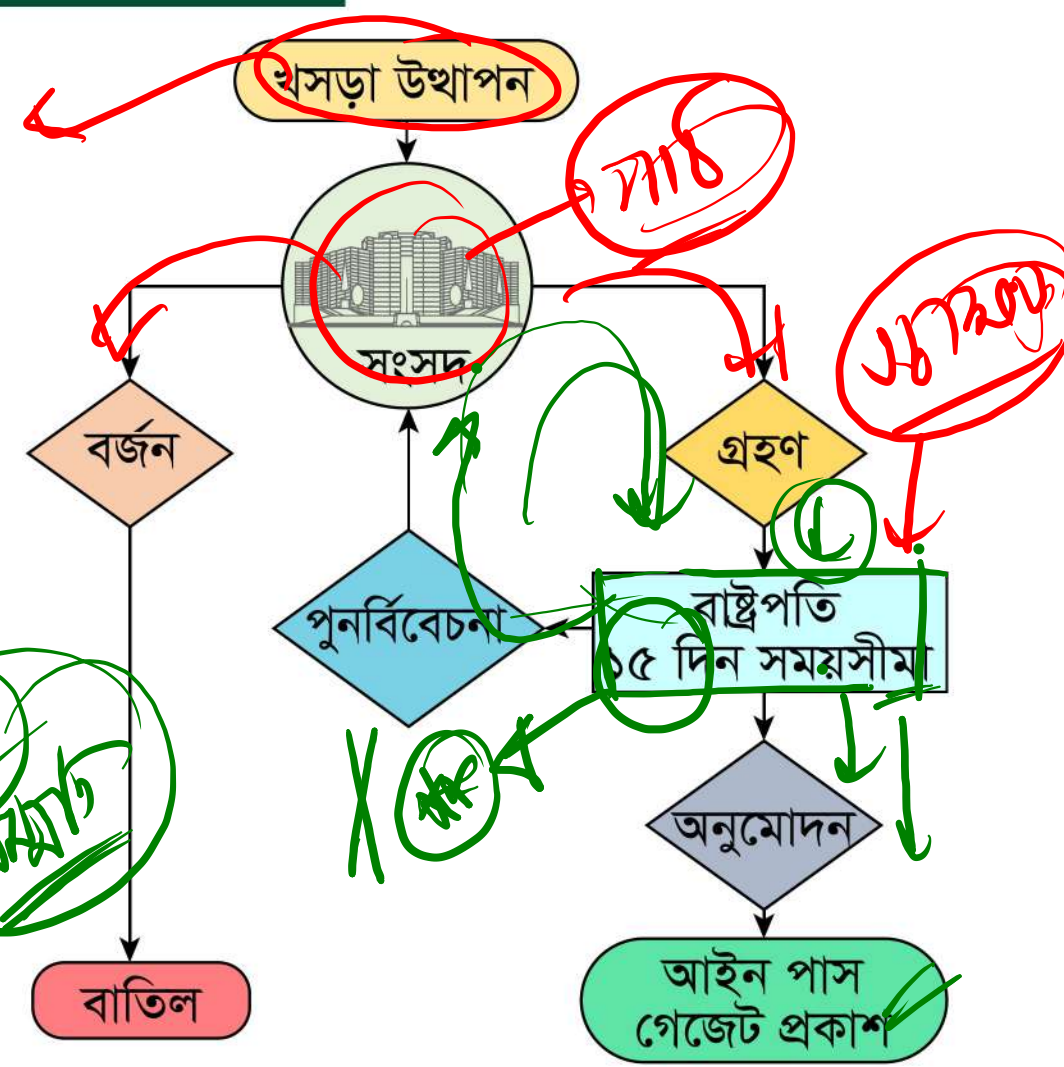 খসড়া উত্থাপন
পাঠ
সংসদ
বর্জন
গ্রহণ
পুনর্বিবেচনা
রাষ্ট্রপতি
১৫ দিন সময়সীমা
অনুমোদন
বাতিল
আইন পাস
গেজেট প্রকাশ